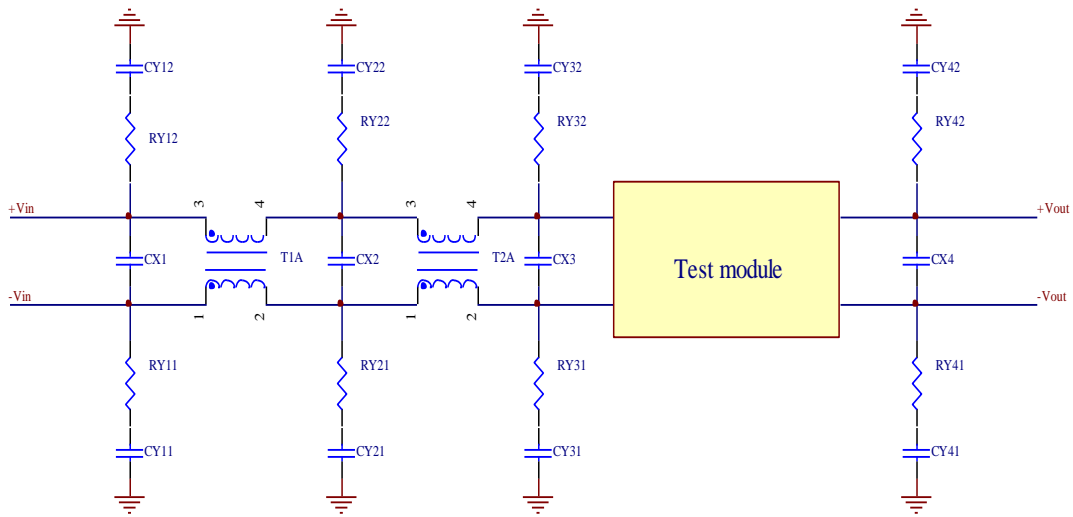 CY12 CY22 CY32 CY42
RY12 RY22 RY32 RY42
+Vin 3 4 3 4 +Vout
CX1 T1A CX2 T2A CX3 Test module CX4
-Vin 1 2 1 2 -Vout
RY11 RY21 RY31 RY41
CY11 CY21 CY31 CY41